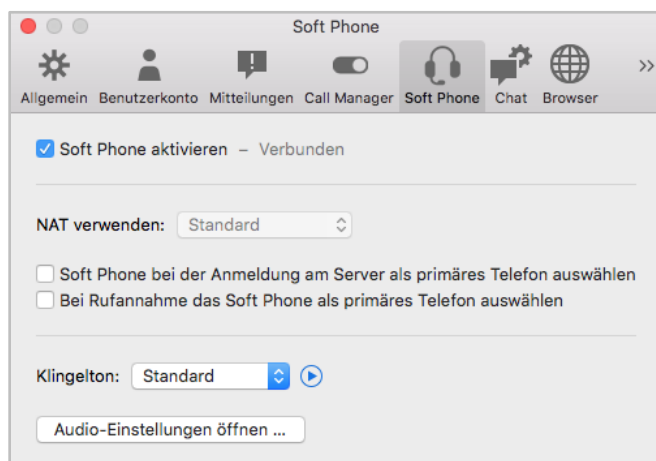 Soft Phone
Allgemein Benutzerkonto Mitteilungen Call Manager Soft Phone Chat Browser
Soft Phone aktivieren – Verbunden
NAT verwenden: Standard
Soft Phone bei der Anmeldung am Server als primäres Telefon auswählen
Bei Rufannahme das Soft Phone als primäres Telefon auswählen
Klingelton: Standard
Audio-Einstellungen öffnen ...